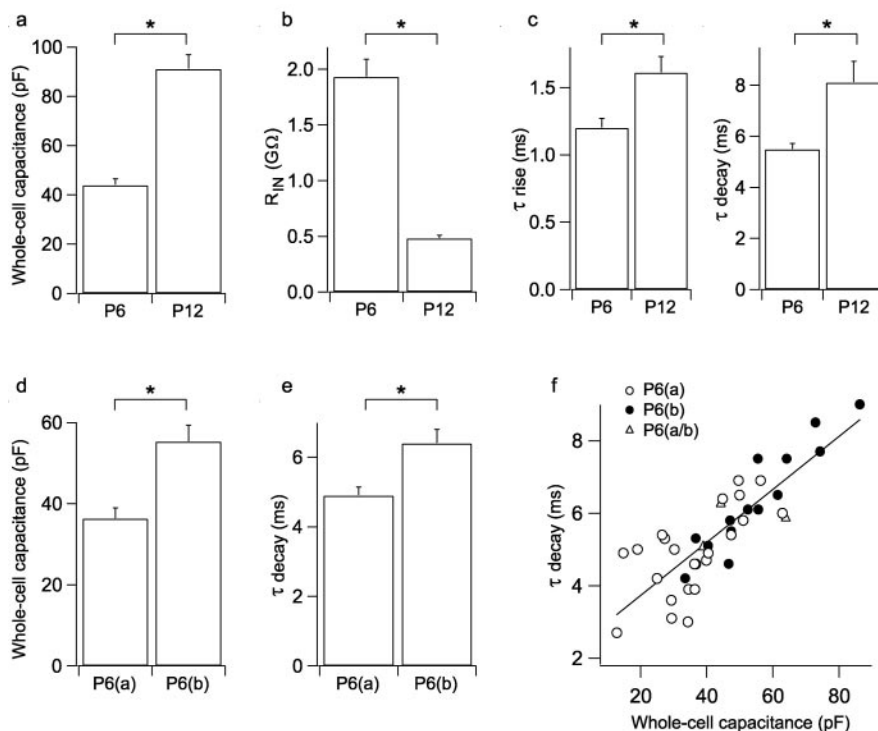 a
*
Whole-cell capacitance (pF)
100
80
60
40
20
0
P6 P12
b
*
R_IN (GΩ)
2.0
1.5
1.0
0.5
0.0
P6 P12
c
*
τ rise (ms)
1.5
1.0
0.5
0.0
P6 P12
*
τ decay (ms)
8
6
4
2
0
P6 P12
d
*
Whole-cell capacitance (pF)
60
40
20
0
P6(a) P6(b)
e
*
τ decay (ms)
6
4
2
0
P6(a) P6(b)
f
P6(a)
P6(b)
P6(a/b)
τ decay (ms)
8
6
4
2
20 40 60 80
Whole-cell capacitance (pF)